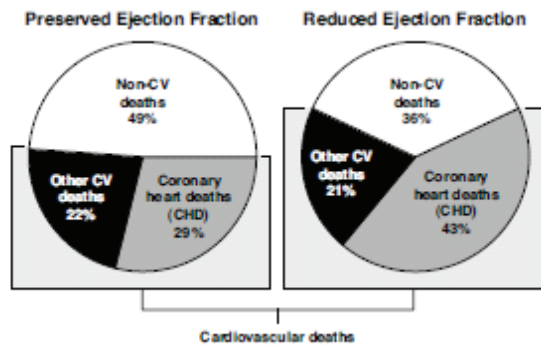 Preserved Ejection Fraction
Non-CV
deaths
49%
Other CV
deaths
22%
Coronary
heart deaths
(CHD)
29%
Reduced Ejection Fraction
Non-CV
deaths
36%
Other CV
deaths
21%
Coronary
heart deaths
(CHD)
43%
Cardiovascular deaths